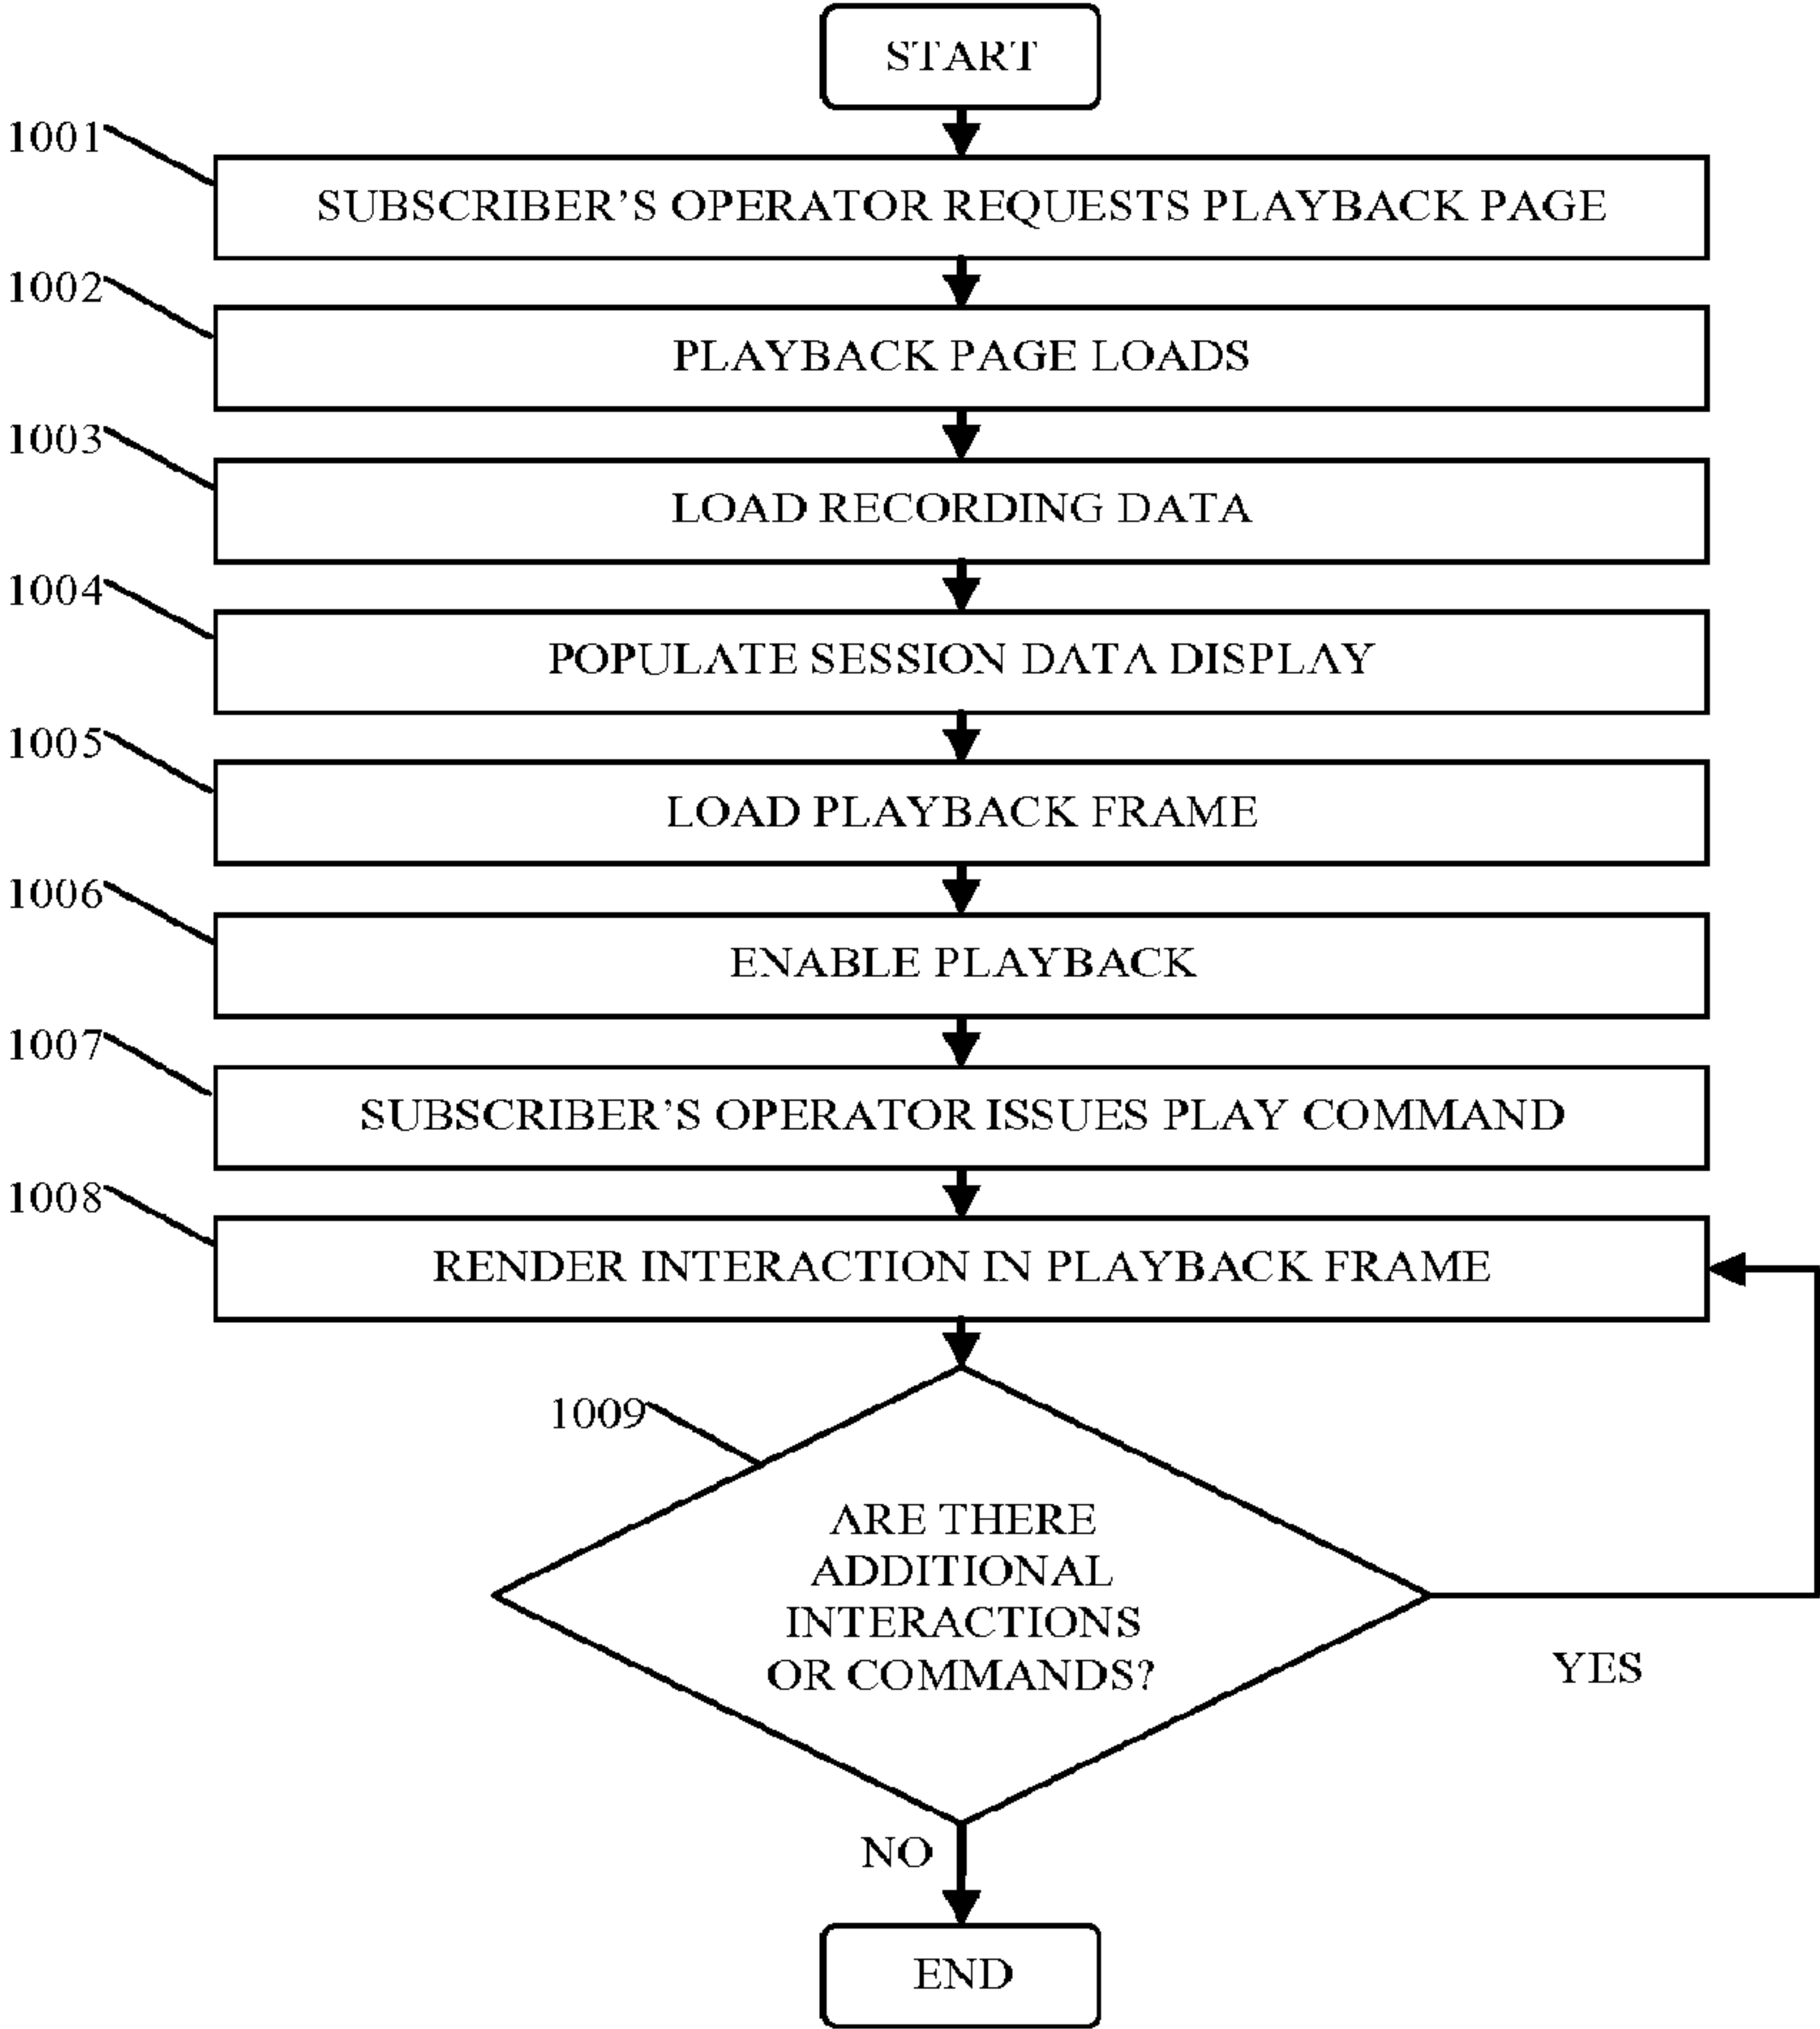 START
1001
SUBSCRIBER’S OPERATOR REQUESTS PLAYBACK PAGE
1002
PLAYBACK PAGE LOADS
1003
LOAD RECORDING DATA
1004
POPULATE SESSION DATA DISPLAY
1005
LOAD PLAYBACK FRAME
1006
ENABLE PLAYBACK
1007
SUBSCRIBER’S OPERATOR ISSUES PLAY COMMAND
1008
RENDER INTERACTION IN PLAYBACK FRAME
1009
ARE THERE
ADDITIONAL
INTERACTIONS
OR COMMANDS?
YES
NO
END